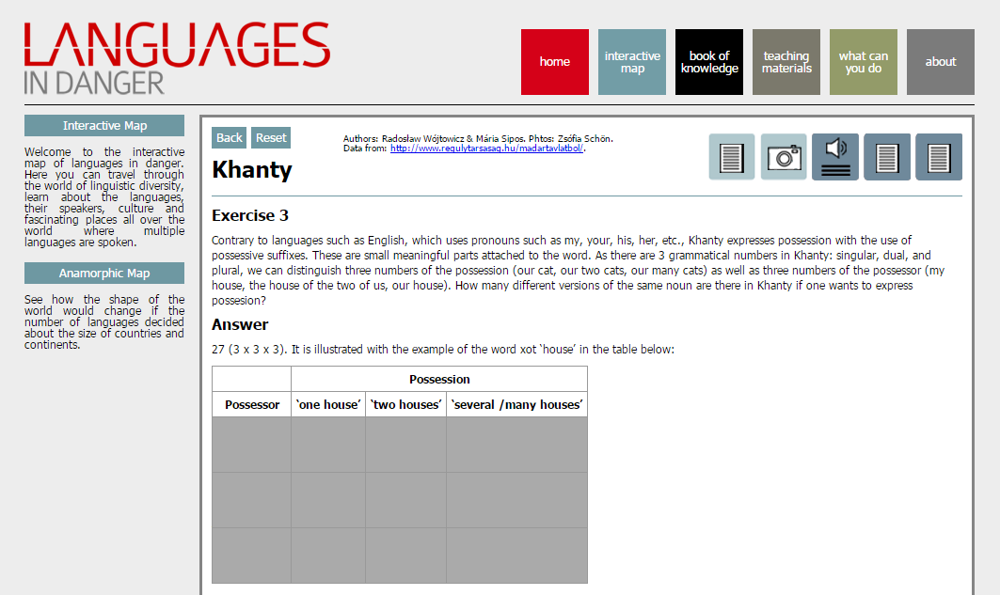 LANGUAGES
IN DANGER
home
interactive
map
book of
knowledge
teaching
materials
what can
you do
about
Interactive Map
Welcome to the interactive
map of languages in danger.
Here you can travel through
the world of linguistic diversity,
learn about the languages,
their speakers, culture and
fascinating places all over the
world where multiple
languages are spoken.
Anamorphic Map
See how the shape of the
world would change if the
number of languages decided
about the size of countries and
continents.
Back Reset
Authors: Radosław Wójtowicz & Mária Sipos. Phtos: Zsófia Schön.
Data from: http://www.regulytarsasag.hu/madartavlatbol/.
Khanty
Exercise 3
Contrary to languages such as English, which uses pronouns such as my, your, his, her, etc., Khanty expresses possession with the use of
possessive suffixes. These are small meaningful parts attached to the word. As there are 3 grammatical numbers in Khanty: singular, dual, and
plural, we can distinguish three numbers of the possession (our cat, our two cats, our many cats) as well as three numbers of the possessor (my
house, the house of the two of us, our house). How many different versions of the same noun are there in Khanty if one wants to express
possesion?
Answer
27 (3 x 3 x 3). It is illustrated with the example of the word xot ‘house’ in the table below:
Possession
Possessor ‘one house’ ‘two houses’ ‘several /many houses’